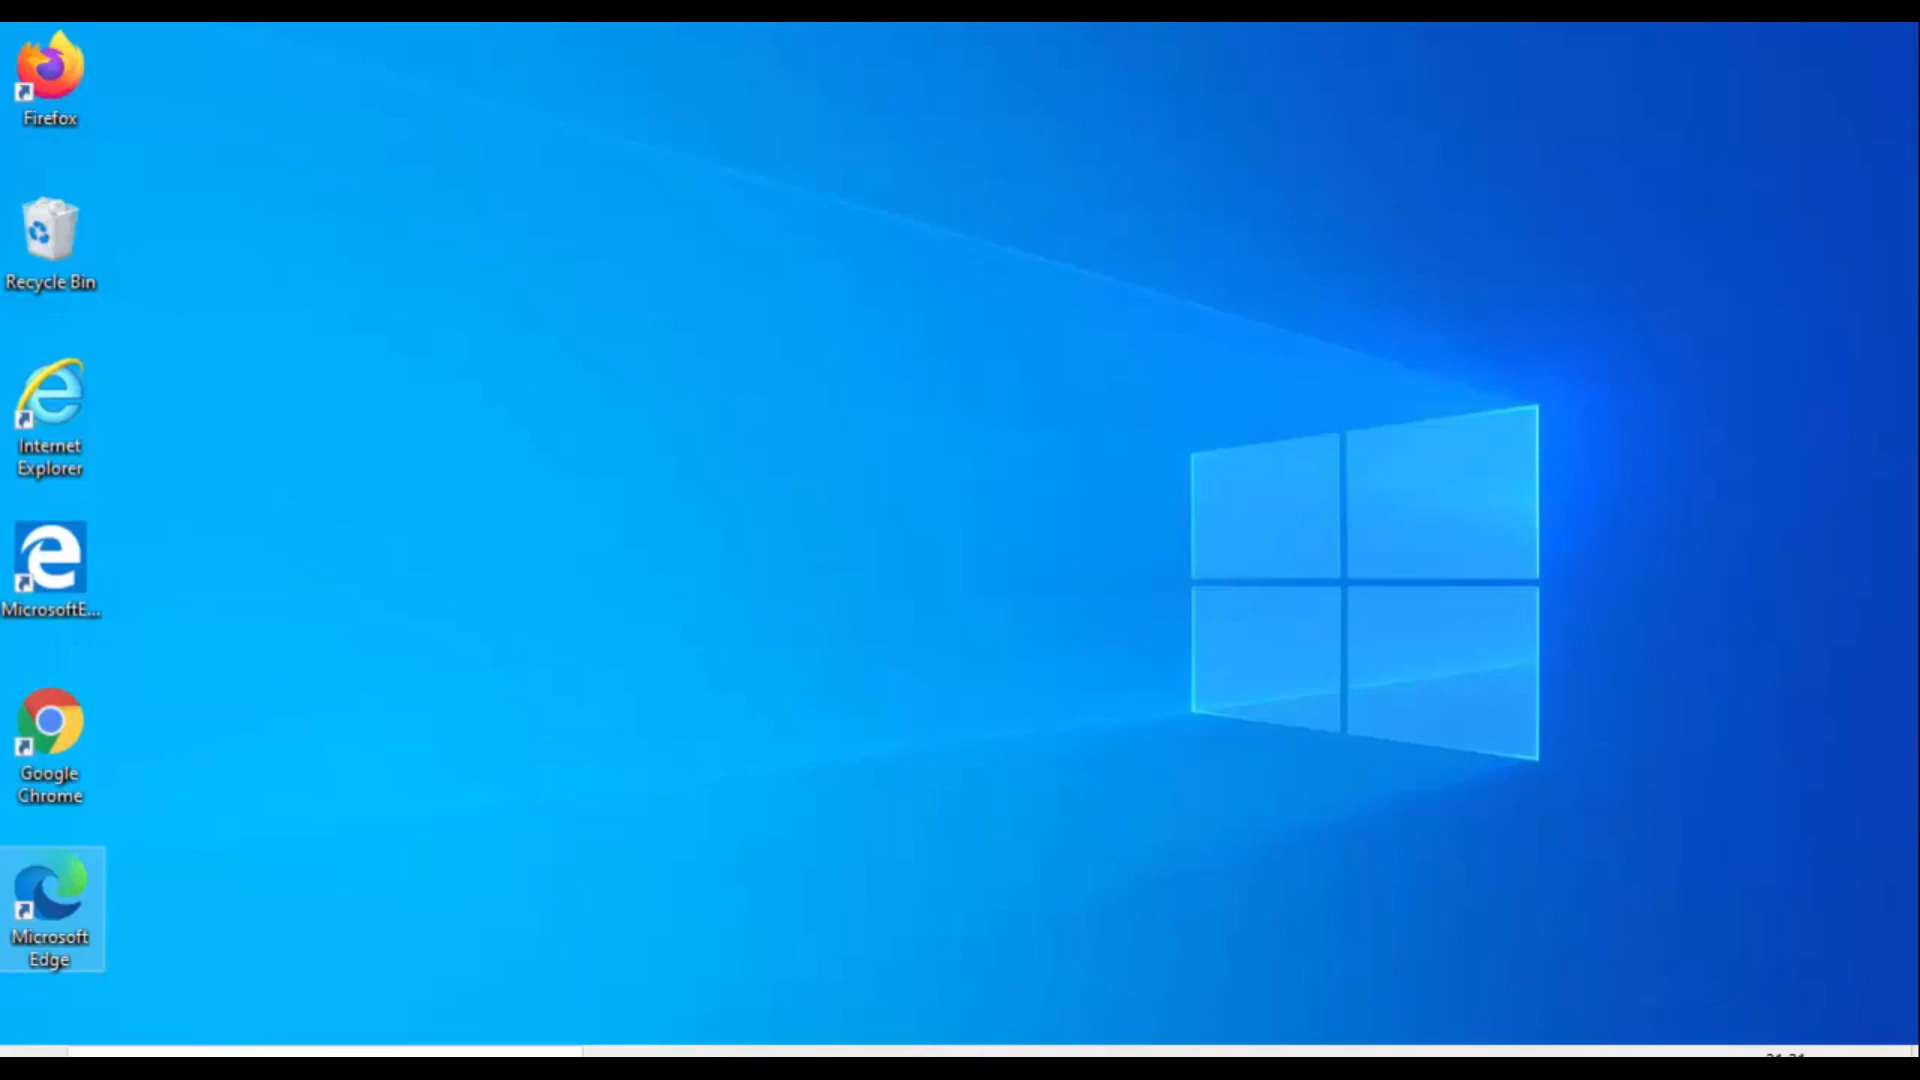 Firefox
Recycle Bin
Internet
Explorer
MicrosoftE...
Google
Chrome
Microsoft
Edge